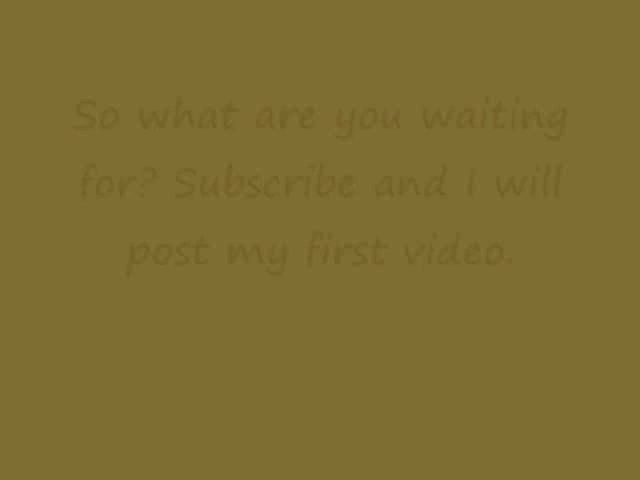 So what are you waiting
for? Subscribe and I will
post my first video.